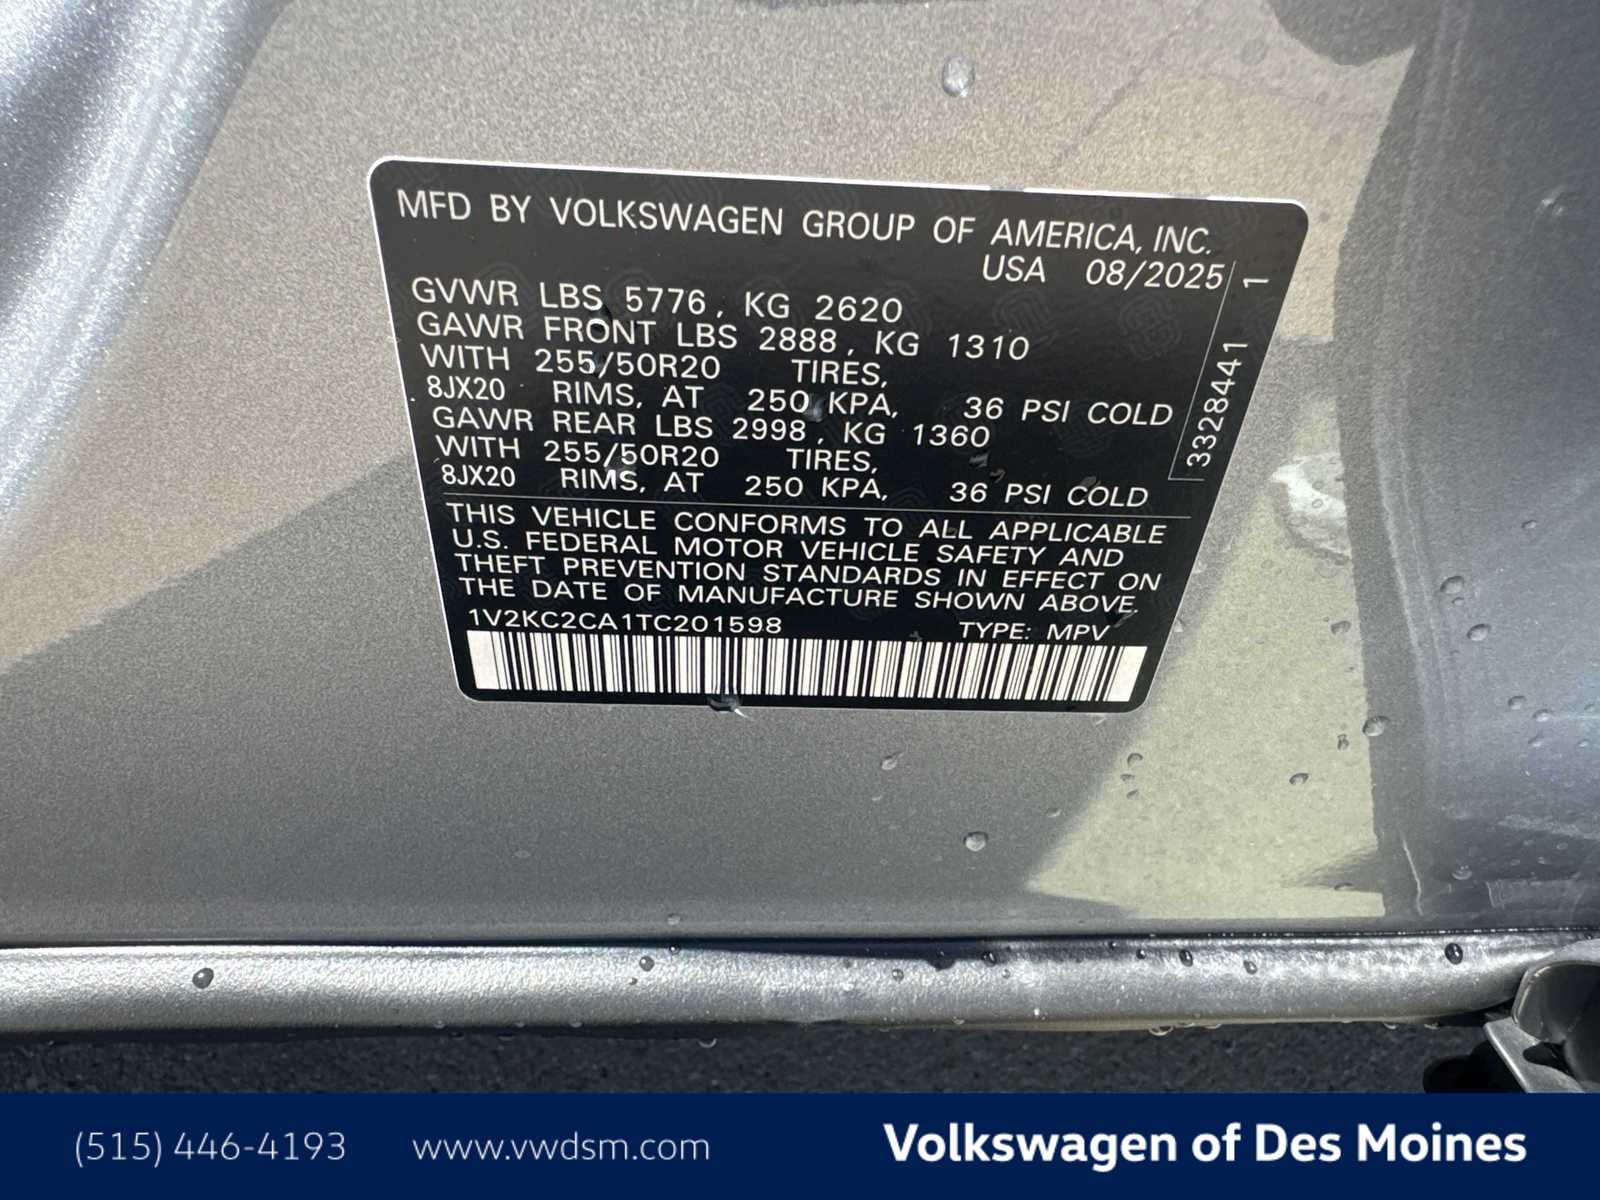 MFD BY VOLKSWAGEN GROUP OF AMERICA, INC.
USA 08/2025
GVWR LBS 5776, KG 2620
GAWR FRONT LBS 2888, KG 1310
WITH 255/50R20 TIRES,
8JX20 RIMS, AT 250 KPA, 36 PSI COLD
GAWR REAR LBS 2998, KG 1360
WITH 255/50R20 TIRES,
8JX20 RIMS, AT 250 KPA, 36 PSI COLD
3328441 1
THIS VEHICLE CONFORMS TO ALL APPLICABLE
U.S. FEDERAL MOTOR VEHICLE SAFETY AND
THEFT PREVENTION STANDARDS IN EFFECT ON
THE DATE OF MANUFACTURE SHOWN ABOVE.
1V2KC2CA1TC201598 TYPE: MPV
(515) 446-4193 www.vwdsm.com Volkswagen of Des Moines